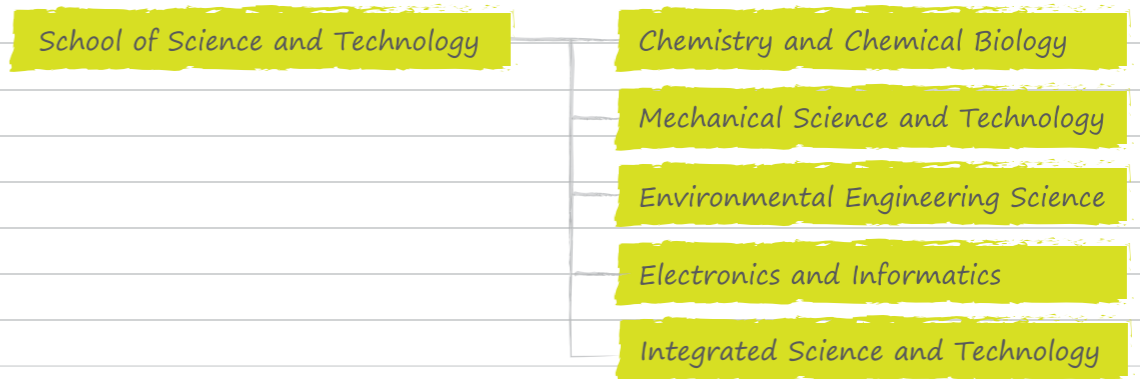 School of Science and Technology
Chemistry and Chemical Biology
Mechanical Science and Technology
Environmental Engineering Science
Electronics and Informatics
Integrated Science and Technology